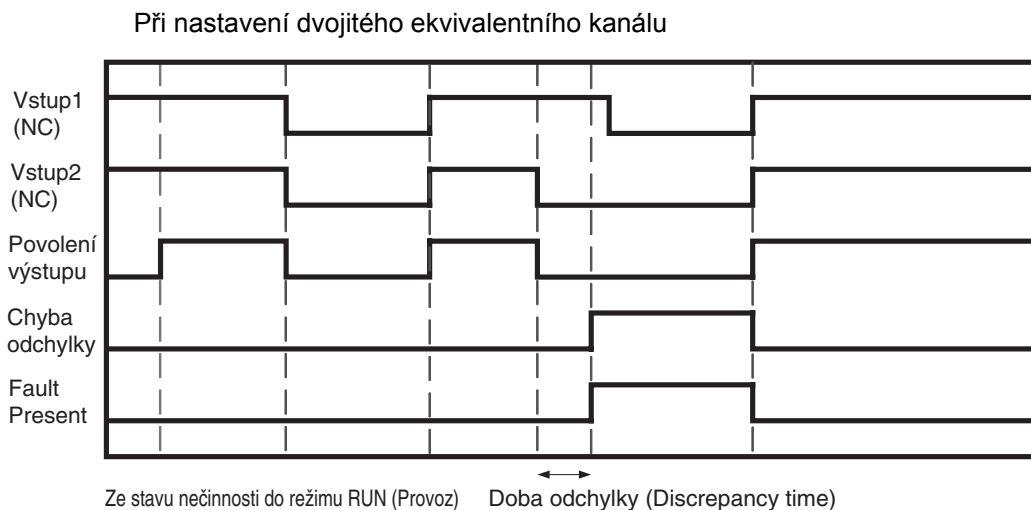 Při nastavení dvojitého ekvivalentního kanálu
Vstup1
(NC)
Vstup2
(NC)
Povolení
výstupu
Chyba
odchylky
Fault
Present
Ze stavu nečinnosti do režimu RUN (Provoz)
Doba odchylky (Discrepancy time)